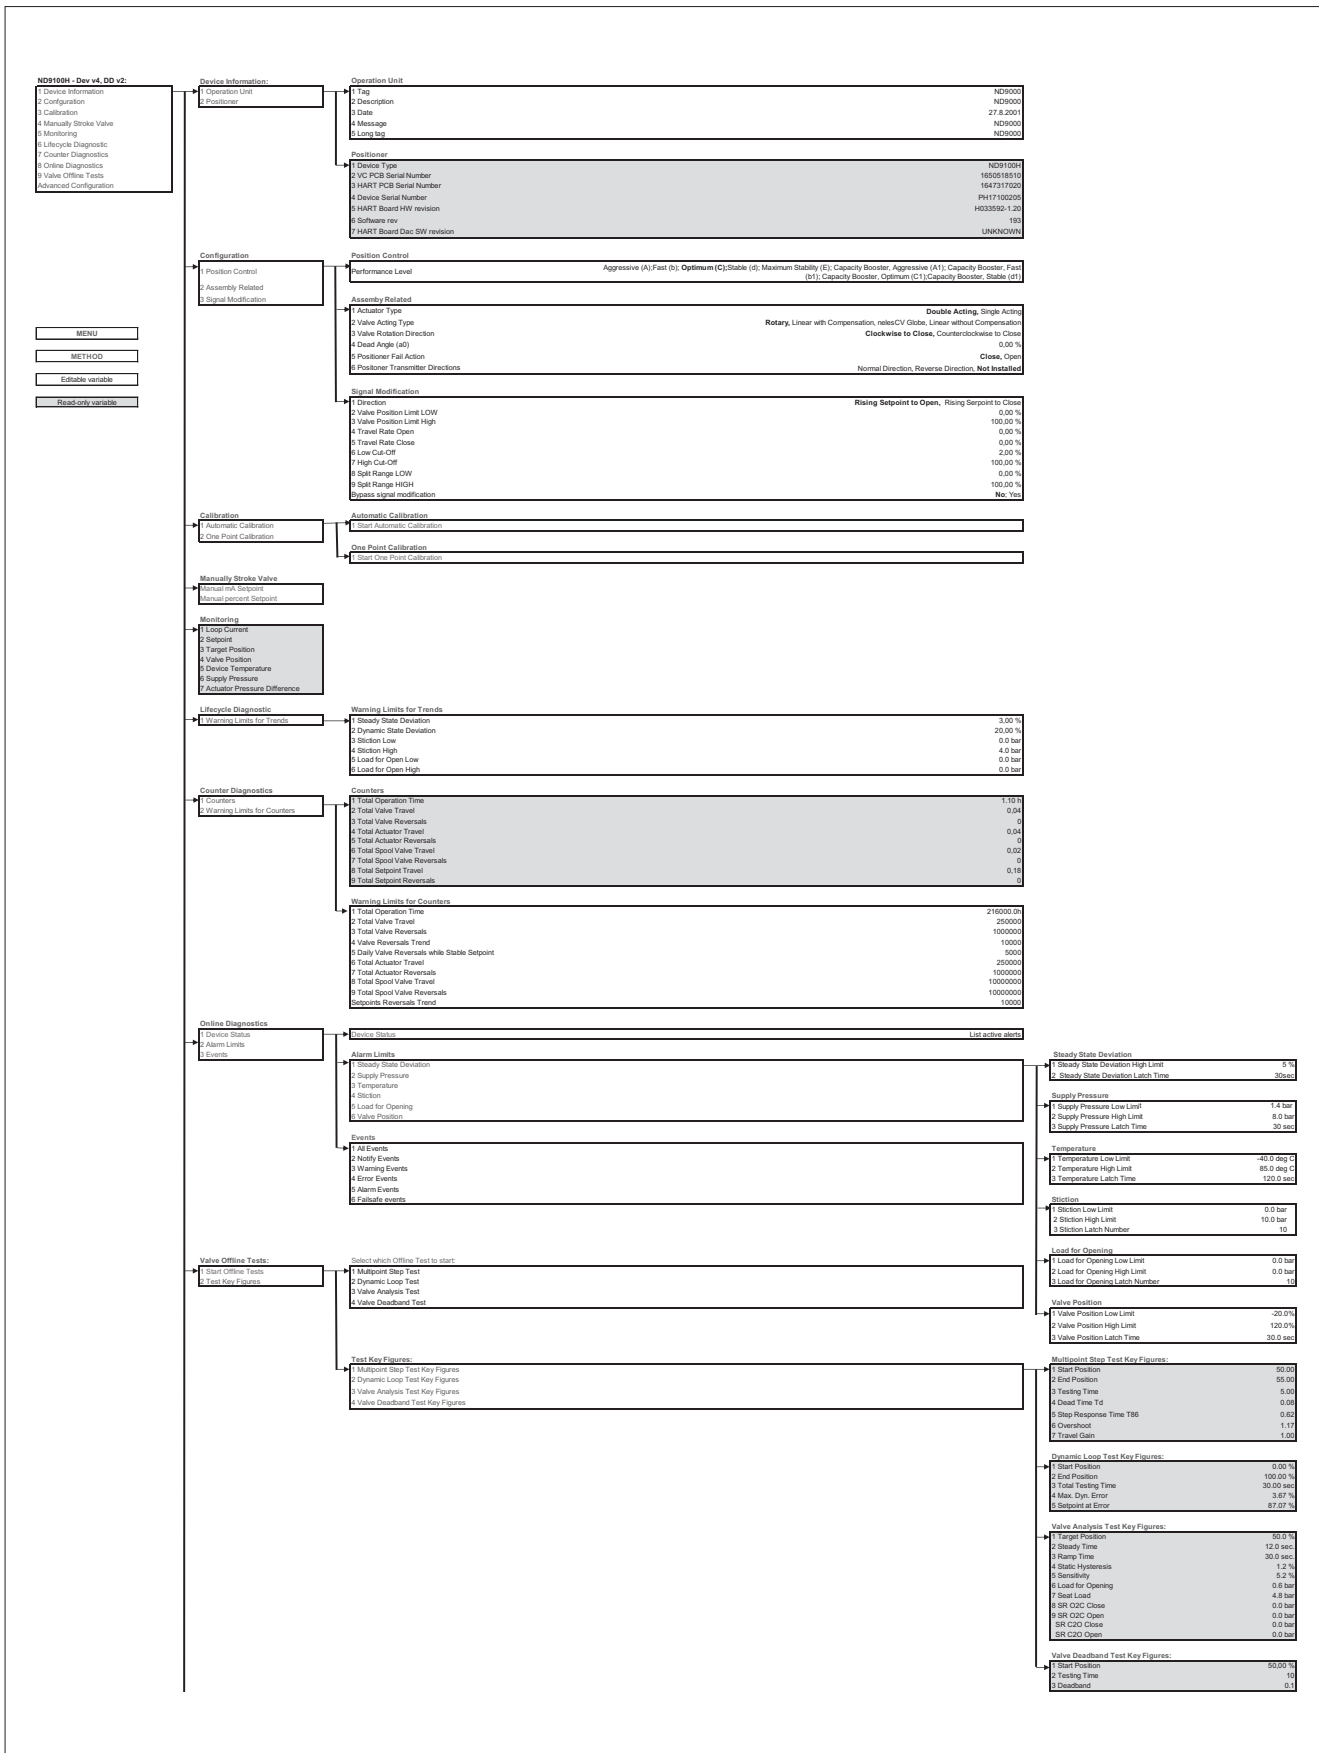 ND9100H - Dev v4, DD v2:
1 Device Information
2 Configuration
3 Calibration
4 Manually Stroke Valve
5 Monitoring
6 Lifecycle Diagnostic
7 Counter Diagnostics
8 Online Diagnostics
9 Valve Offline Tests
Advanced Configuration
MENU
METHOD
Editable variable
Read-only variable
Device Information:
1 Operation Unit
2 Positioner
Operation Unit
1 Tag ND9000
2 Description ND9000
3 Date 27.8.2001
4 Message ND9000
5 Long tag ND9000
Positioner
1 Device Type ND9100H
2 VC PCB Serial Number 1650518510
3 HART PCB Serial Number 1647317020
4 Device Serial Number PH17100205
5 HART Board HW revision H033592-1.20
6 Software rev 193
7 HART Board Dac SW revision UNKNOWN
Configuration
1 Position Control
2 Assembly Related
3 Signal Modification
Position Control
Performance Level Aggressive (A);Fast (b); Optimum (C);Stable (d); Maximum Stability (E); Capacity Booster, Aggressive (A1); Capacity Booster, Fast
(b1); Capacity Booster, Optimum (C1);Capacity Booster, Stable (d1)
Assemby Related
1 Actuator Type Double Acting, Single Acting
2 Valve Acting Type Rotary, Linear with Compensation, nelesCV Globe, Linear without Compensation
3 Valve Rotation Direction Clockwise to Close, Counterclockwise to Close
4 Dead Angle (a0) 0,00 %
5 Positioner Fail Action Close, Open
6 Positoner Transmitter Directions Normal Direction, Reverse Direction, Not Installed
Signal Modification
1 Direction Rising Setpoint to Open, Rising Serpoint to Close
2 Valve Position Limit LOW 0,00 %
3 Valve Position Limit High 100,00 %
4 Travel Rate Open 0,00 %
5 Travel Rate Close 0,00 %
6 Low Cut-Off 2,00 %
7 High Cut-Off 100,00 %
8 Split Range LOW 0,00 %
9 Split Range HIGH 100,00 %
Bypass signal modification No; Yes
Calibration
1 Automatic Calibration
2 One Point Calibration
Automatic Calibration
1 Start Automatic Calibration
One Point Calibration
1 Start One Point Calibration
Manually Stroke Valve
Manual mA Setpoint
Manual percent Setpoint
Monitoring
1 Loop Current
2 Setpoint
3 Target Position
4 Valve Position
5 Device Temperature
6 Supply Pressure
7 Actuator Pressure Difference
Lifecycle Diagnostic
1 Warning Limits for Trends
Warning Limits for Trends
1 Steady State Deviation 3,00 %
2 Dynamic State Deviation 20,00 %
3 Stiction Low 0.0 bar
4 Stiction High 4.0 bar
5 Load for Open Low 0.0 bar
6 Load for Open High 0.0 bar
Counter Diagnostics
1 Counters
2 Warning Limits for Counters
Counters
1 Total Operation Time 1.10 h
2 Total Valve Travel 0,04
3 Total Valve Reversals 0
4 Total Actuator Travel 0,04
5 Total Actuator Reversals 0
6 Total Spool Valve Travel 0,02
7 Total Spool Valve Reversals 0
8 Total Setpoint Travel 0,18
9 Total Setpoint Reversals 0
Warning Limits for Counters
1 Total Operation Time 216000.0h
2 Total Valve Travel 250000
3 Total Valve Reversals 1000000
4 Valve Reversals Trend 10000
5 Daily Valve Reversals while Stable Setpoint 5000
6 Total Actuator Travel 250000
7 Total Actuator Reversals 1000000
8 Total Spool Valve Travel 10000000
9 Total Spool Valve Reversals 10000000
Setpoints Reversals Trend 10000
Online Diagnostics
1 Device Status
2 Alarm Limits
3 Events
Device Status List active alerts
Alarm Limits
1 Steady State Deviation
2 Supply Pressure
3 Temperature
4 Stiction
5 Load for Opening
6 Valve Position
Events
1 All Events
2 Notify Events
3 Warning Events
4 Error Events
5 Alarm Events
6 Failsafe events
Steady State Deviation
1 Steady State Deviation High Limit 5 %
2 Steady State Deviation Latch Time 30sec
Supply Pressure
1 Supply Pressure Low Limit 1.4 bar
2 Supply Pressure High Limit 8.0 bar
3 Supply Pressure Latch Time 30 sec
Temperature
1 Temperature Low Limit -40.0 deg C
2 Temperature High Limit 85.0 deg C
3 Temperature Latch Time 120.0 sec
Stiction
1 Stiction Low Limit 0.0 bar
2 Stiction High Limit 10.0 bar
3 Stiction Latch Number 10
Load for Opening
1 Load for Opening Low Limit 0.0 bar
2 Load for Opening High Limit 0.0 bar
3 Load for Opening Latch Number 10
Valve Position
1 Valve Position Low Limit -20.0%
2 Valve Position High Limit 120.0%
3 Valve Position Latch Time 30.0 sec
Valve Offline Tests:
1 Start Offline Tests
2 Test Key Figures
Select which Offline Test to start:
1 Multipoint Step Test
2 Dynamic Loop Test
3 Valve Analysis Test
4 Valve Deadband Test
Test Key Figures:
1 Multipoint Step Test Key Figures
2 Dynamic Loop Test Key Figures
3 Valve Analysis Test Key Figures
4 Valve Deadband Test Key Figures
Multipoint Step Test Key Figures:
1 Start Position 50.00
2 End Position 55.00
3 Testing Time 5.00
4 Dead Time Td 0.08
5 Step Response Time T86 0.62
6 Overshoot 1.17
7 Travel Gain 1.00
Dynamic Loop Test Key Figures:
1 Start Position 0.00 %
2 End Position 100.00 %
3 Total Testing Time 30.00 sec
4 Max. Dyn. Error 3.67 %
5 Setpoint at Error 87.07 %
Valve Analysis Test Key Figures:
1 Target Position 50.0 %
2 Steady Time 12.0 sec.
3 Ramp Time 30.0 sec.
4 Static Hysteresis 1.2 %
5 Sensitivity 5.2 %
6 Load for Opening 0.6 bar
7 Seat Load 4.8 bar
8 SR O2C Close 0.0 bar
9 SR O2C Open 0.0 bar
SR C2O Close 0.0 bar
SR C2O Open 0.0 bar
Valve Deadband Test Key Figures:
1 Start Position 50,00 %
2 Testing Time 10
3 Deadband 0.1